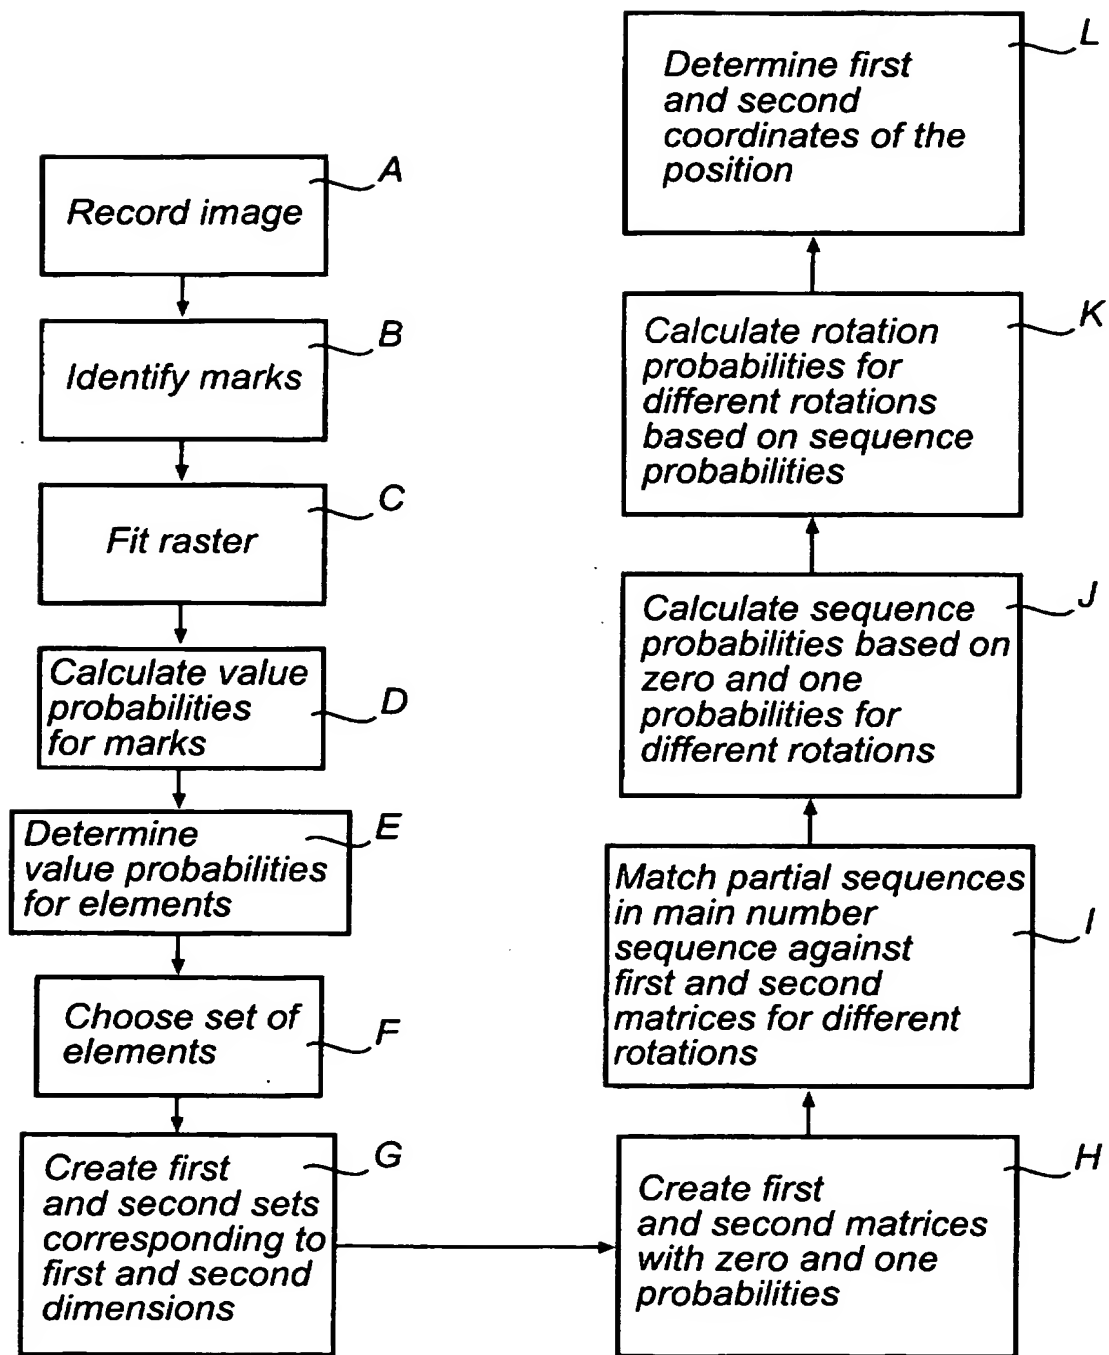 Record image
A
Identify marks
B
Fit raster
C
Calculate value
probabilities
for marks
D
Determine
value probabilities
for elements
E
Choose set of
elements
F
Create first
and second sets
corresponding to
first and second
dimensions
G
Create first
and second matrices
with zero and one
probabilities
H
Match partial sequences
in main number
sequence against
first and second
matrices for different
rotations
I
Calculate sequence
probabilities based on
zero and one
probabilities for
different rotations
J
Calculate rotation
probabilities for
different rotations
based on sequence
probabilities
K
Determine first
and second
coordinates of the
position
L